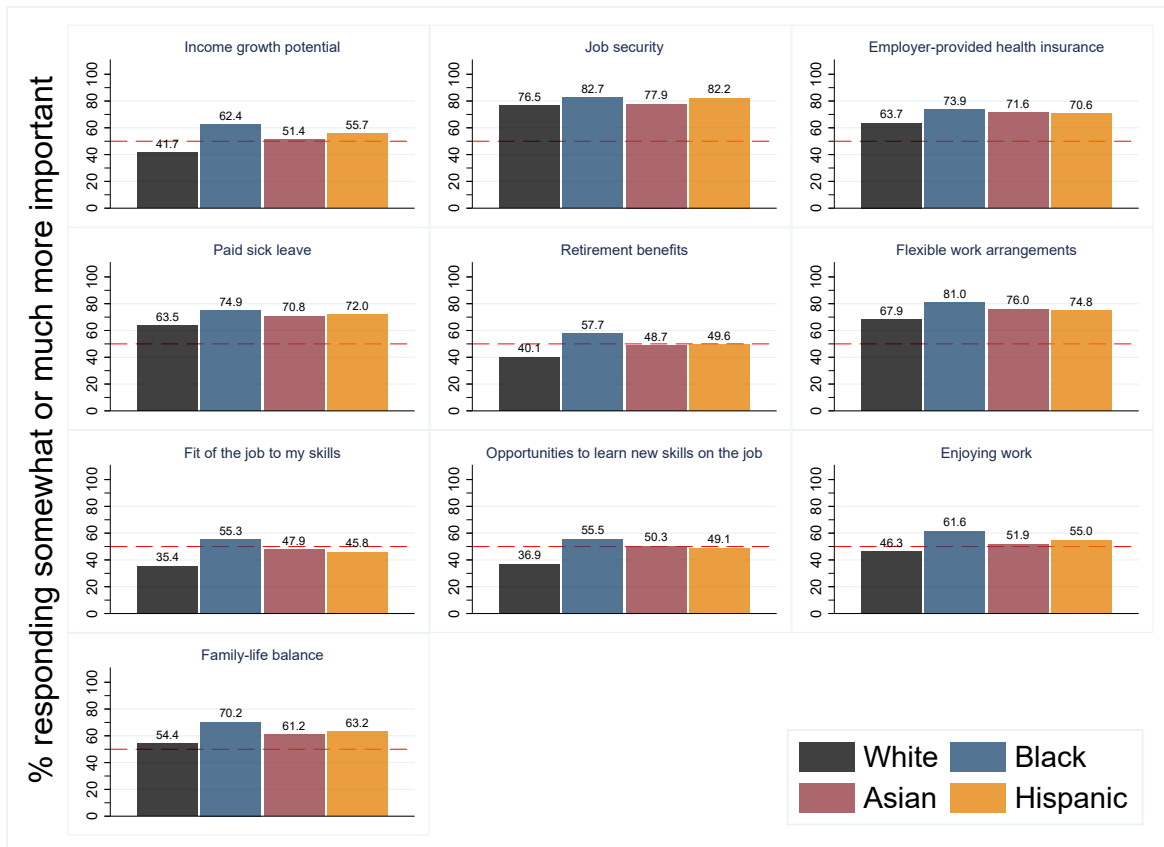 % responding somewhat or much more important
Income growth potential
0 20 40 60 80 100
41.7 62.4 51.4 55.7
Job security
0 20 40 60 80 100
76.5 82.7 77.9 82.2
Employer-provided health insurance
0 20 40 60 80 100
63.7 73.9 71.6 70.6
Paid sick leave
0 20 40 60 80 100
63.5 74.9 70.8 72.0
Retirement benefits
0 20 40 60 80 100
40.1 57.7 48.7 49.6
Flexible work arrangements
0 20 40 60 80 100
67.9 81.0 76.0 74.8
Fit of the job to my skills
0 20 40 60 80 100
35.4 55.3 47.9 45.8
Opportunities to learn new skills on the job
0 20 40 60 80 100
36.9 55.5 50.3 49.1
Enjoying work
0 20 40 60 80 100
46.3 61.6 51.9 55.0
Family-life balance
0 20 40 60 80 100
54.4 70.2 61.2 63.2
White Black
Asian Hispanic